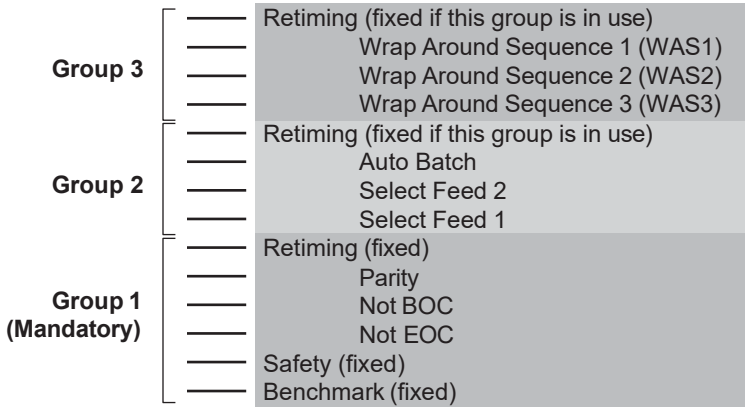 Group 3
Retiming (fixed if this group is in use)
Wrap Around Sequence 1 (WAS1)
Wrap Around Sequence 2 (WAS2)
Wrap Around Sequence 3 (WAS3)
Group 2
Retiming (fixed if this group is in use)
Auto Batch
Select Feed 2
Select Feed 1
Group 1
(Mandatory)
Retiming (fixed)
Parity
Not BOC
Not EOC
Safety (fixed)
Benchmark (fixed)